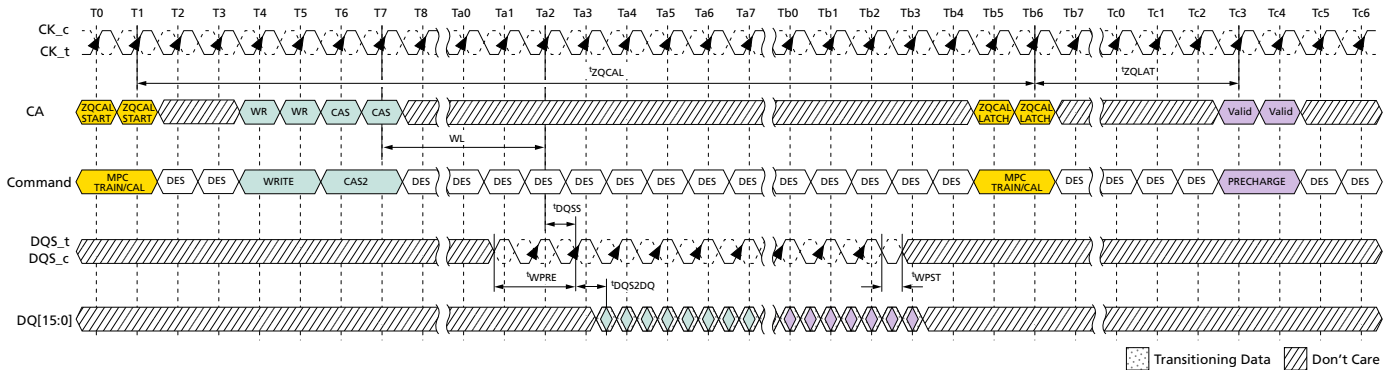 T0 T1 T2 T3 T4 T5 T6 T7 T8 Ta0 Ta1 Ta2 Ta3 Ta4 Ta5 Ta6 Ta7 Tb0 Tb1 Tb2 Tb3 Tb4 Tb5 Tb6 Tb7 Tc0 Tc1 Tc2 Tc3 Tc4 Tc5 Tc6
CK_c
CK_t
tZQCAL tZQLAT
CA ZQCAL START ZQCAL START WR WR CAS CAS ZQCAL LATCH ZQCAL LATCH Valid Valid
WL
Command MPC TRAIN/CAL DES DES WRITE CAS2 DES DES DES DES DES DES DES DES DES DES DES DES DES DES MPC TRAIN/CAL DES DES DES DES PRECHARGE DES DES
tDQSS
DQS_t
DQS_c
tWPRE tDQS2DQ tWPST
DQ[15:0]
Transitioning Data Don't Care